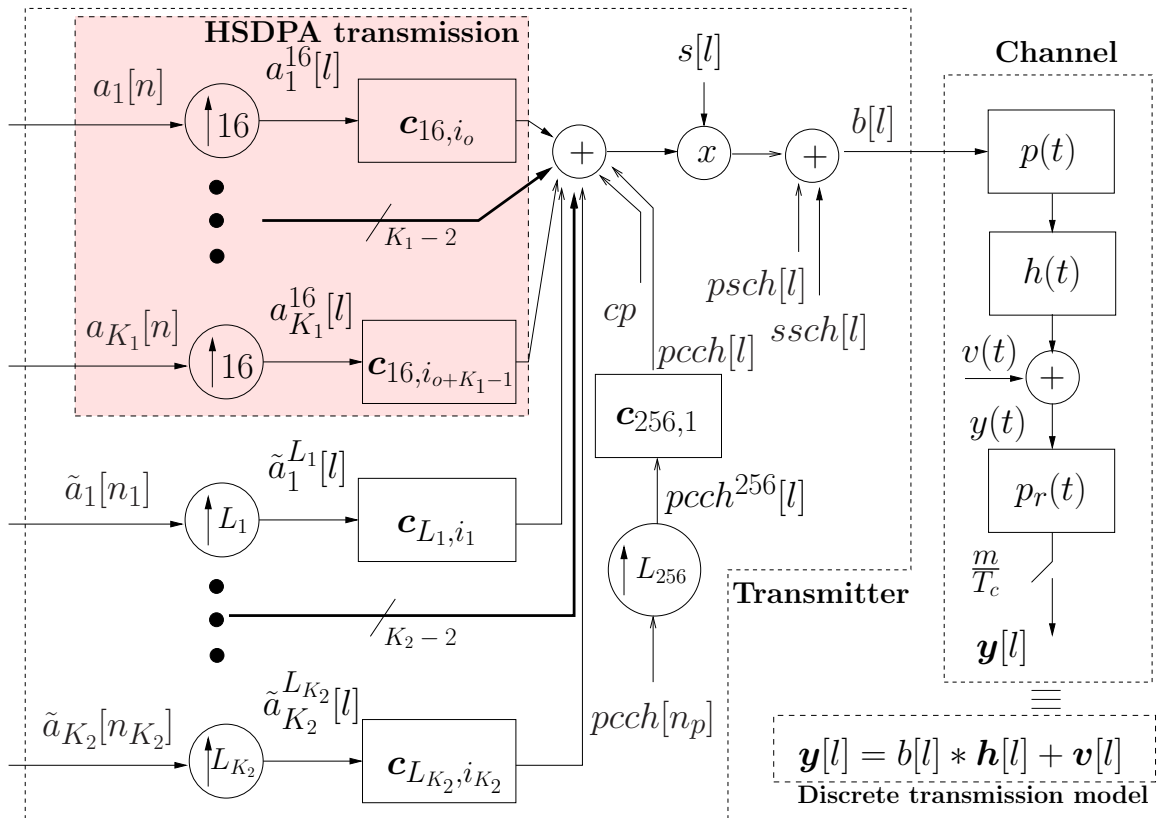 HSDPA transmission
a_1[n]
↑16
a_1^{16}[l]
c_{16,i_o}
+
s[l]
x
+
b[l]
K_1 − 2
a_{K_1}[n]
↑16
a_{K_1}^{16}[l]
c_{16,i_{o+K_1−1}}
cp
psch[l]
ssch[l]
pcch[l]
c_{256,1}
pcch^{256}[l]
↑L_{256}
pcch[n_p]
ã_1[n_1]
↑L_1
ã_1^{L_1}[l]
c_{L_1,i_1}
K_2 − 2
ã_{K_2}[n_{K_2}]
↑L_{K_2}
ã_{K_2}^{L_{K_2}}[l]
c_{L_{K_2},i_{K_2}}
Transmitter
Channel
p(t)
h(t)
v(t)
+
y(t)
p_r(t)
m/T_c
y[l]
≡
y[l] = b[l] ∗ h[l] + v[l]
Discrete transmission model